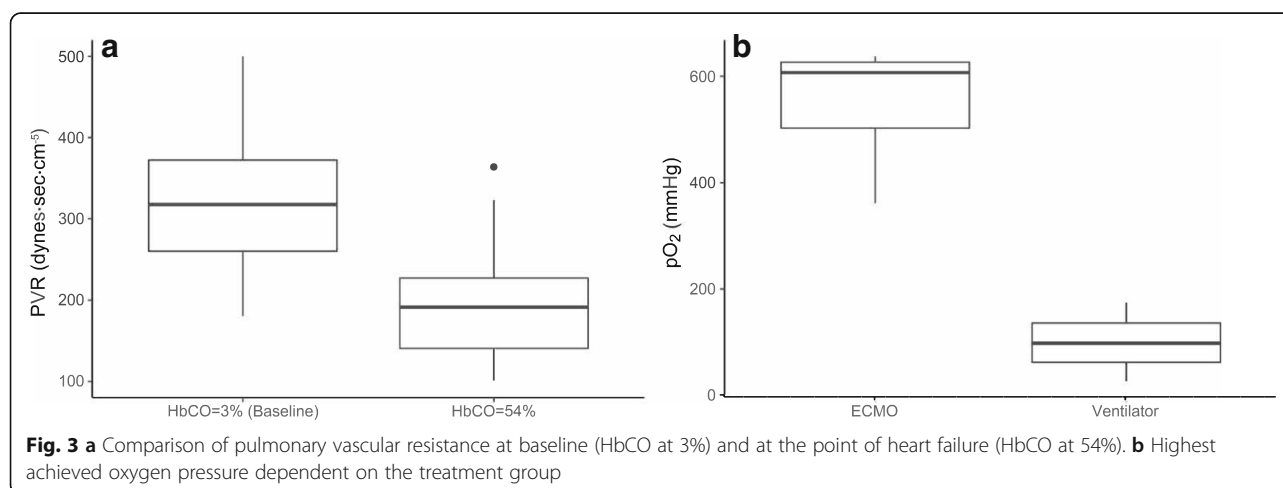 a
PVR (dynes·sec·cm⁻⁵)
500
400
300
200
100
HbCO=3% (Baseline)
HbCO=54%
b
pO₂ (mmHg)
600
400
200
0
ECMO
Ventilator
Fig. 3 a Comparison of pulmonary vascular resistance at baseline (HbCO at 3%) and at the point of heart failure (HbCO at 54%). b Highest
achieved oxygen pressure dependent on the treatment group